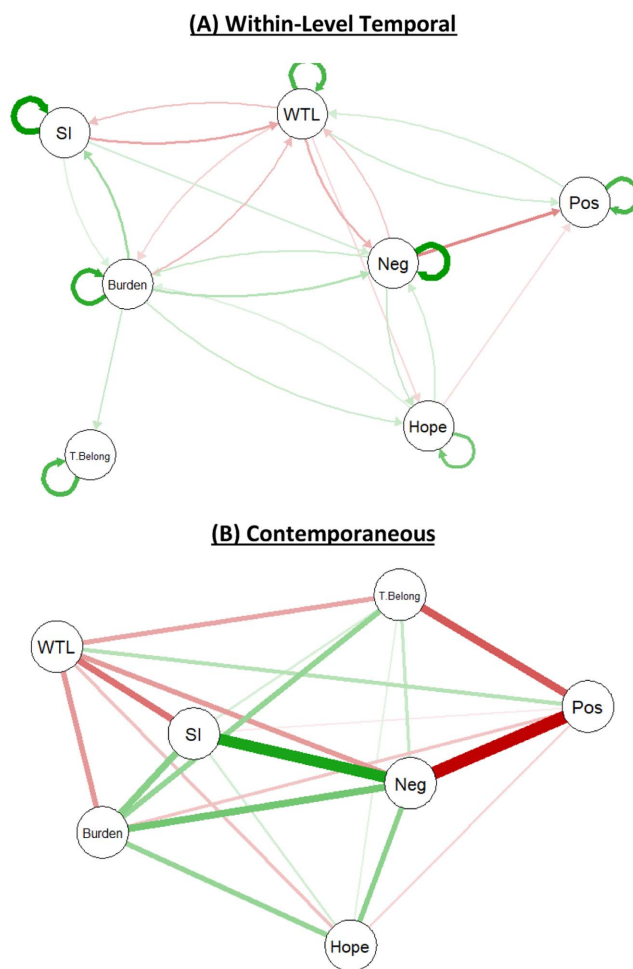 (A) Within-Level Temporal
WTL
SI
Pos
Neg
Burden
Hope
T.Belong
(B) Contemporaneous
T.Belong
WTL
Pos
SI
Neg
Burden
Hope